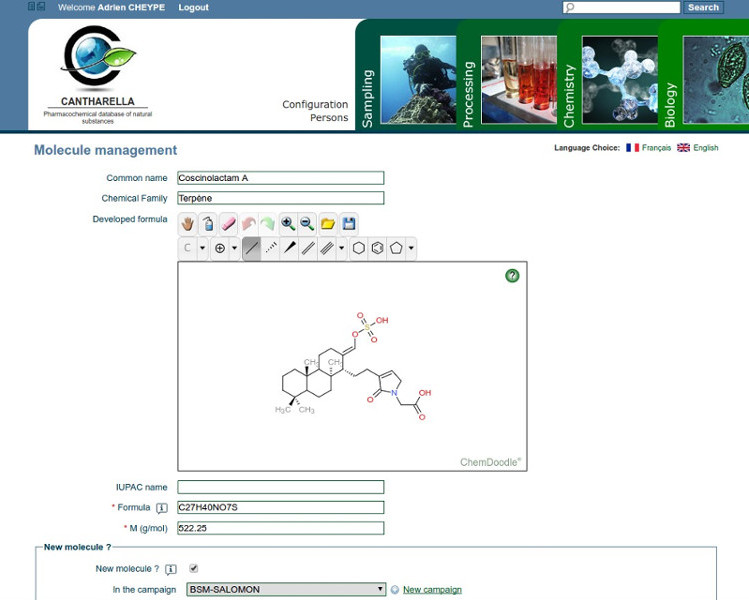 Welcome Adrien CHEYPE Logout
Search
CANTHARELLA
Pharmacochemical database of natural
substances
Configuration
Persons
Sampling
Processing
Chemistry
Biology
Molecule management
Language Choice: Français English
Common name Coscinolactam A
Chemical Family Terpène
Developed formula
C
?
O
S
OH
O
O
CH3
CH3
O
N
OH
O
H3C CH3
ChemDoodle®
IUPAC name
* Formula i C27H40NO7S
* M (g/mol) 522.25
New molecule ?
New molecule ? i
In the campaign BSM-SALOMON New campaign